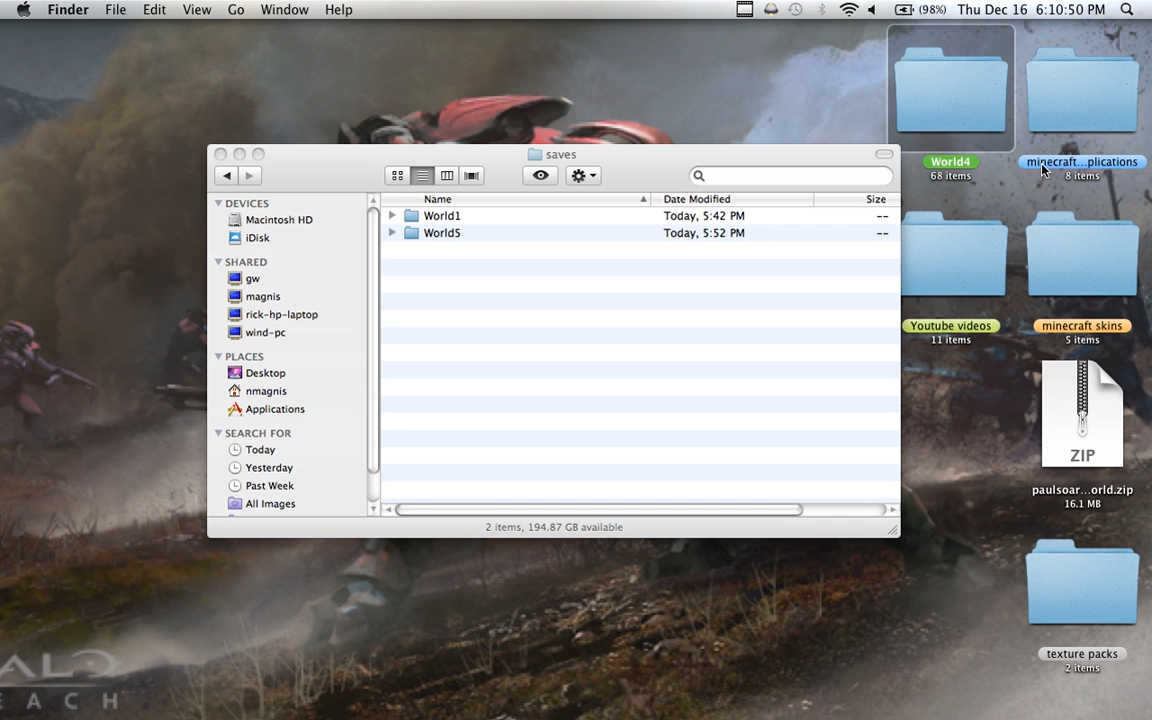 Finder File Edit View Go Window Help (98%) Thu Dec 16 6:10:50 PM
saves
Name Date Modified Size
World1 Today, 5:42 PM --
World5 Today, 5:52 PM --
DEVICES
Macintosh HD
iDisk
SHARED
gw
magnis
rick-hp-laptop
wind-pc
PLACES
Desktop
nmagnis
Applications
SEARCH FOR
Today
Yesterday
Past Week
All Images
2 items, 194.87 GB available
World4
68 items
minecraft...plications
8 items
Youtube videos
11 items
minecraft skins
5 items
ZIP
paulsoar...orld.zip
16.1 MB
texture packs
2 items
ALO
EACH